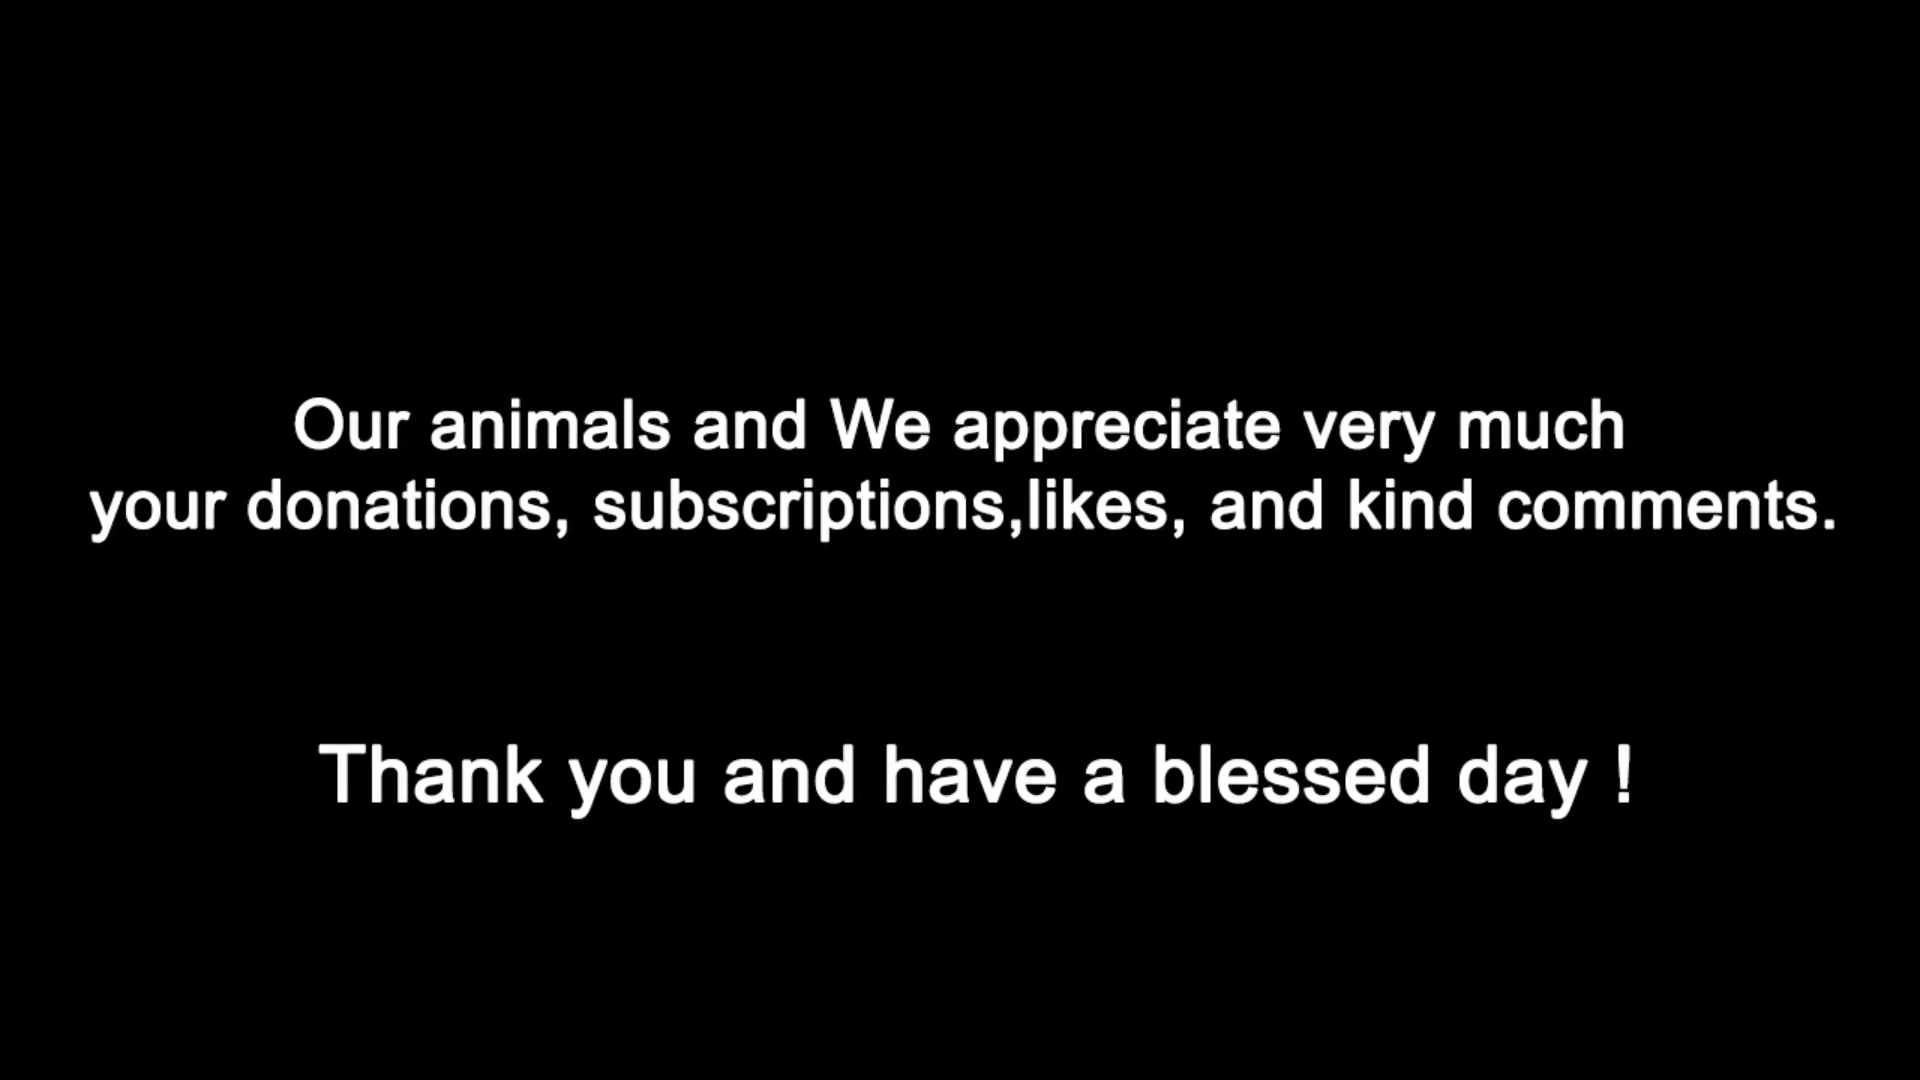 Our animals and We appreciate very much
your donations, subscriptions,likes, and kind comments.
Thank you and have a blessed day !